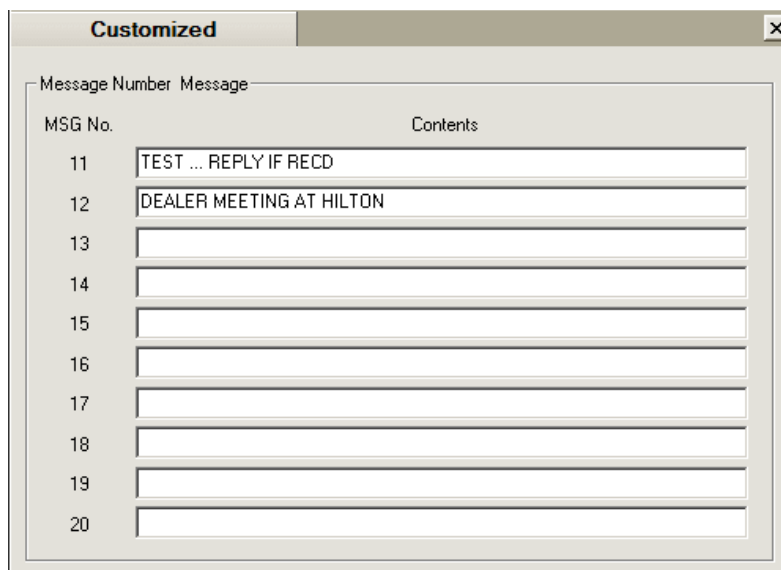 Customized
Message Number Message
MSG No. Contents
11 TEST ... REPLY IF RECD
12 DEALER MEETING AT HILTON
13
14
15
16
17
18
19
20